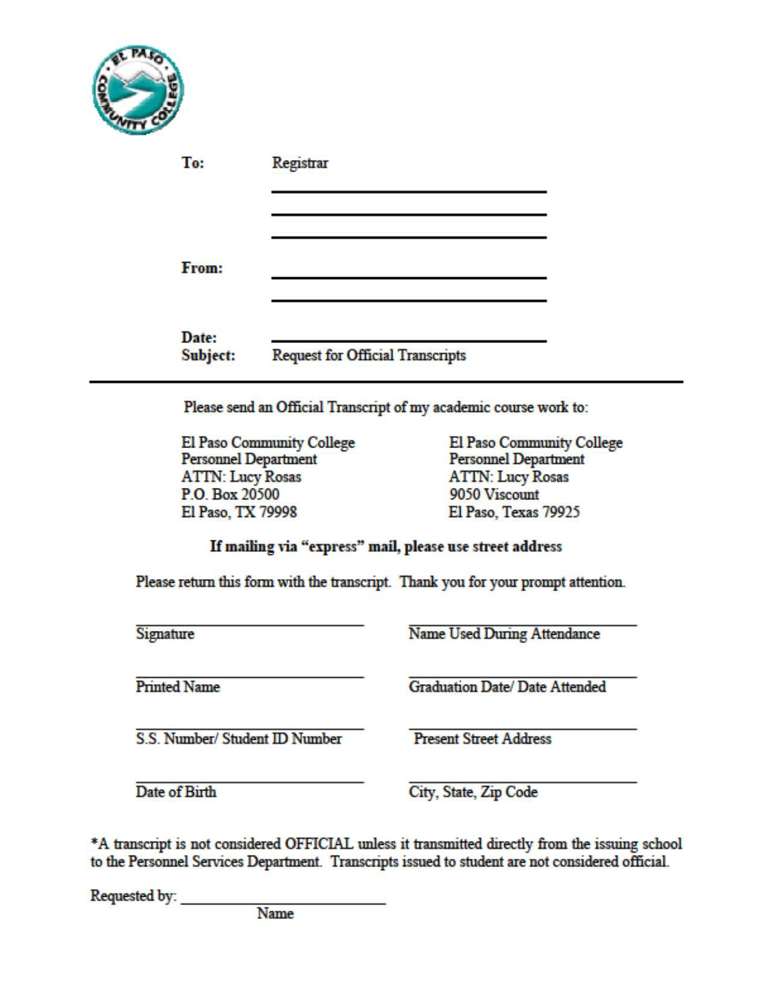 EL PASO
COMMUNITY COLLEGE
To: Registrar
From:
Date:
Subject: Request for Official Transcripts
Please send an Official Transcript of my academic course work to:
El Paso Community College El Paso Community College
Personnel Department Personnel Department
ATTN: Lucy Rosas ATTN: Lucy Rosas
P.O. Box 20500 9050 Viscount
El Paso, TX 79998 El Paso, Texas 79925
If mailing via “express” mail, please use street address
Please return this form with the transcript. Thank you for your prompt attention.
Signature Name Used During Attendance
Printed Name Graduation Date/ Date Attended
S.S. Number/ Student ID Number Present Street Address
Date of Birth City, State, Zip Code
*A transcript is not considered OFFICIAL unless it transmitted directly from the issuing school
to the Personnel Services Department. Transcripts issued to student are not considered official.
Requested by:
Name